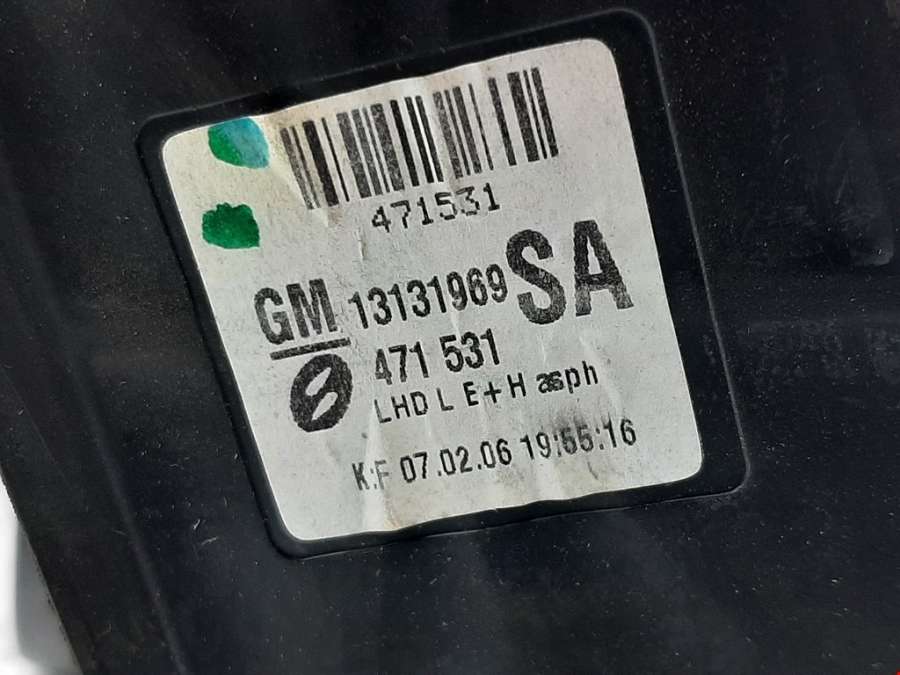 471531
GM 13131969 SA
471 531
LHD L E+H asph
K:F 07.02.06 19:55:16